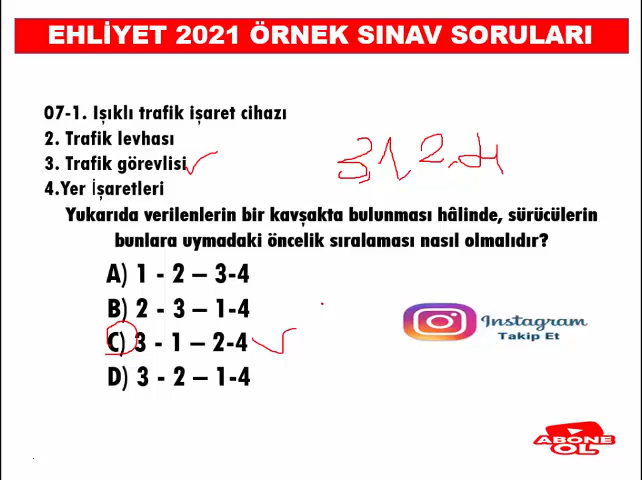 EHLİYET 2021 ÖRNEK SINAV SORULARI
07-1. Işıklı trafik işaret cihazı
2. Trafik levhası
3. Trafik görevlisi
3,1,2,4
4.Yer İşaretleri
Yukarıda verilenlerin bir kavşakta bulunması hâlinde, sürücülerin
bunlara uymadaki öncelik sıralaması nasıl olmalıdır?
A) 1 - 2 – 3-4
B) 2 - 3 – 1-4
C) 3 - 1 – 2-4
D) 3 - 2 – 1-4
Instagram
Takip Et
ABONE
OL